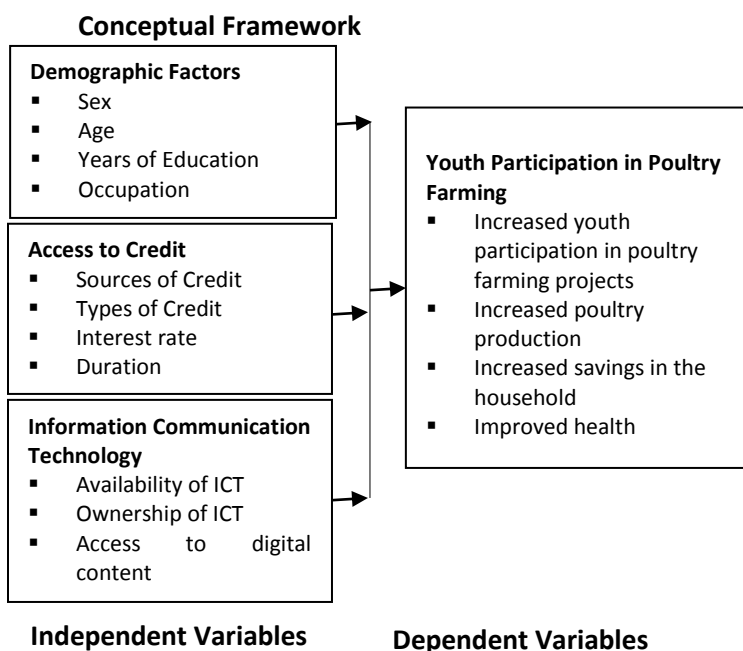 Conceptual Framework
Demographic Factors
▪ Sex
▪ Age
▪ Years of Education
▪ Occupation
Access to Credit
▪ Sources of Credit
▪ Types of Credit
▪ Interest rate
▪ Duration
Information Communication
Technology
▪ Availability of ICT
▪ Ownership of ICT
▪ Access to digital
content
Independent Variables
Youth Participation in Poultry
Farming
▪ Increased youth
participation in poultry
farming projects
▪ Increased poultry
production
▪ Increased savings in the
household
▪ Improved health
Dependent Variables